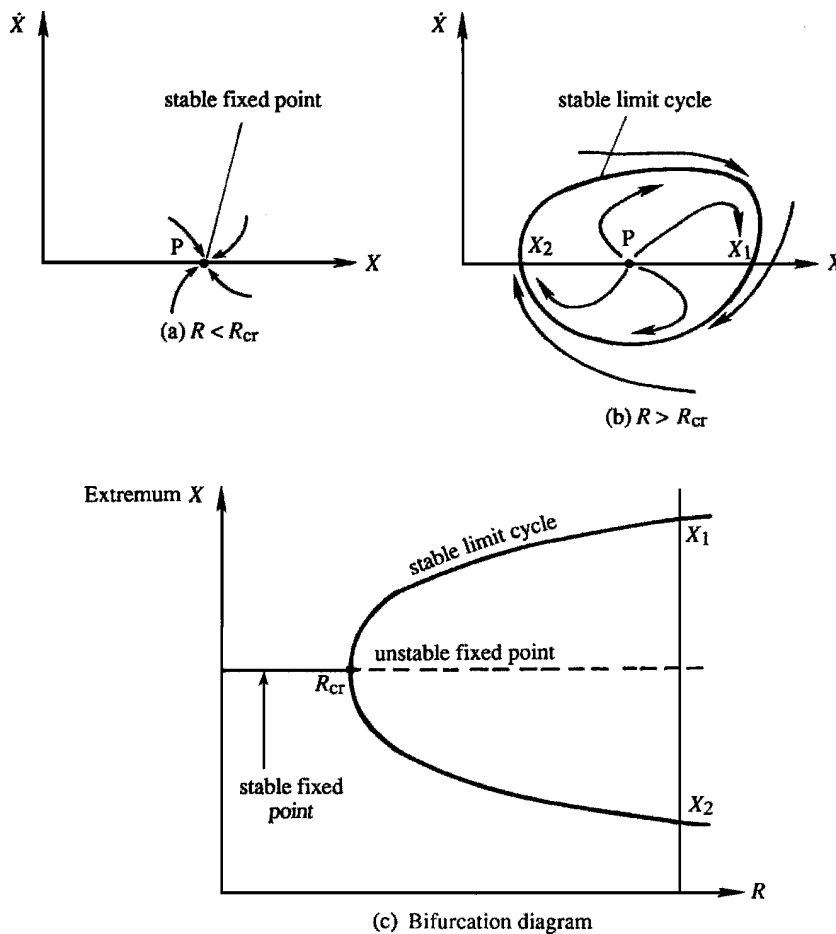 Ẋ
stable fixed point
P
X
(a) R < R_cr
Ẋ
stable limit cycle
P
X₂
X₁
X
(b) R > R_cr
Extremum X
stable limit cycle
X₁
unstable fixed point
R_cr
stable fixed
point
X₂
R
(c) Bifurcation diagram